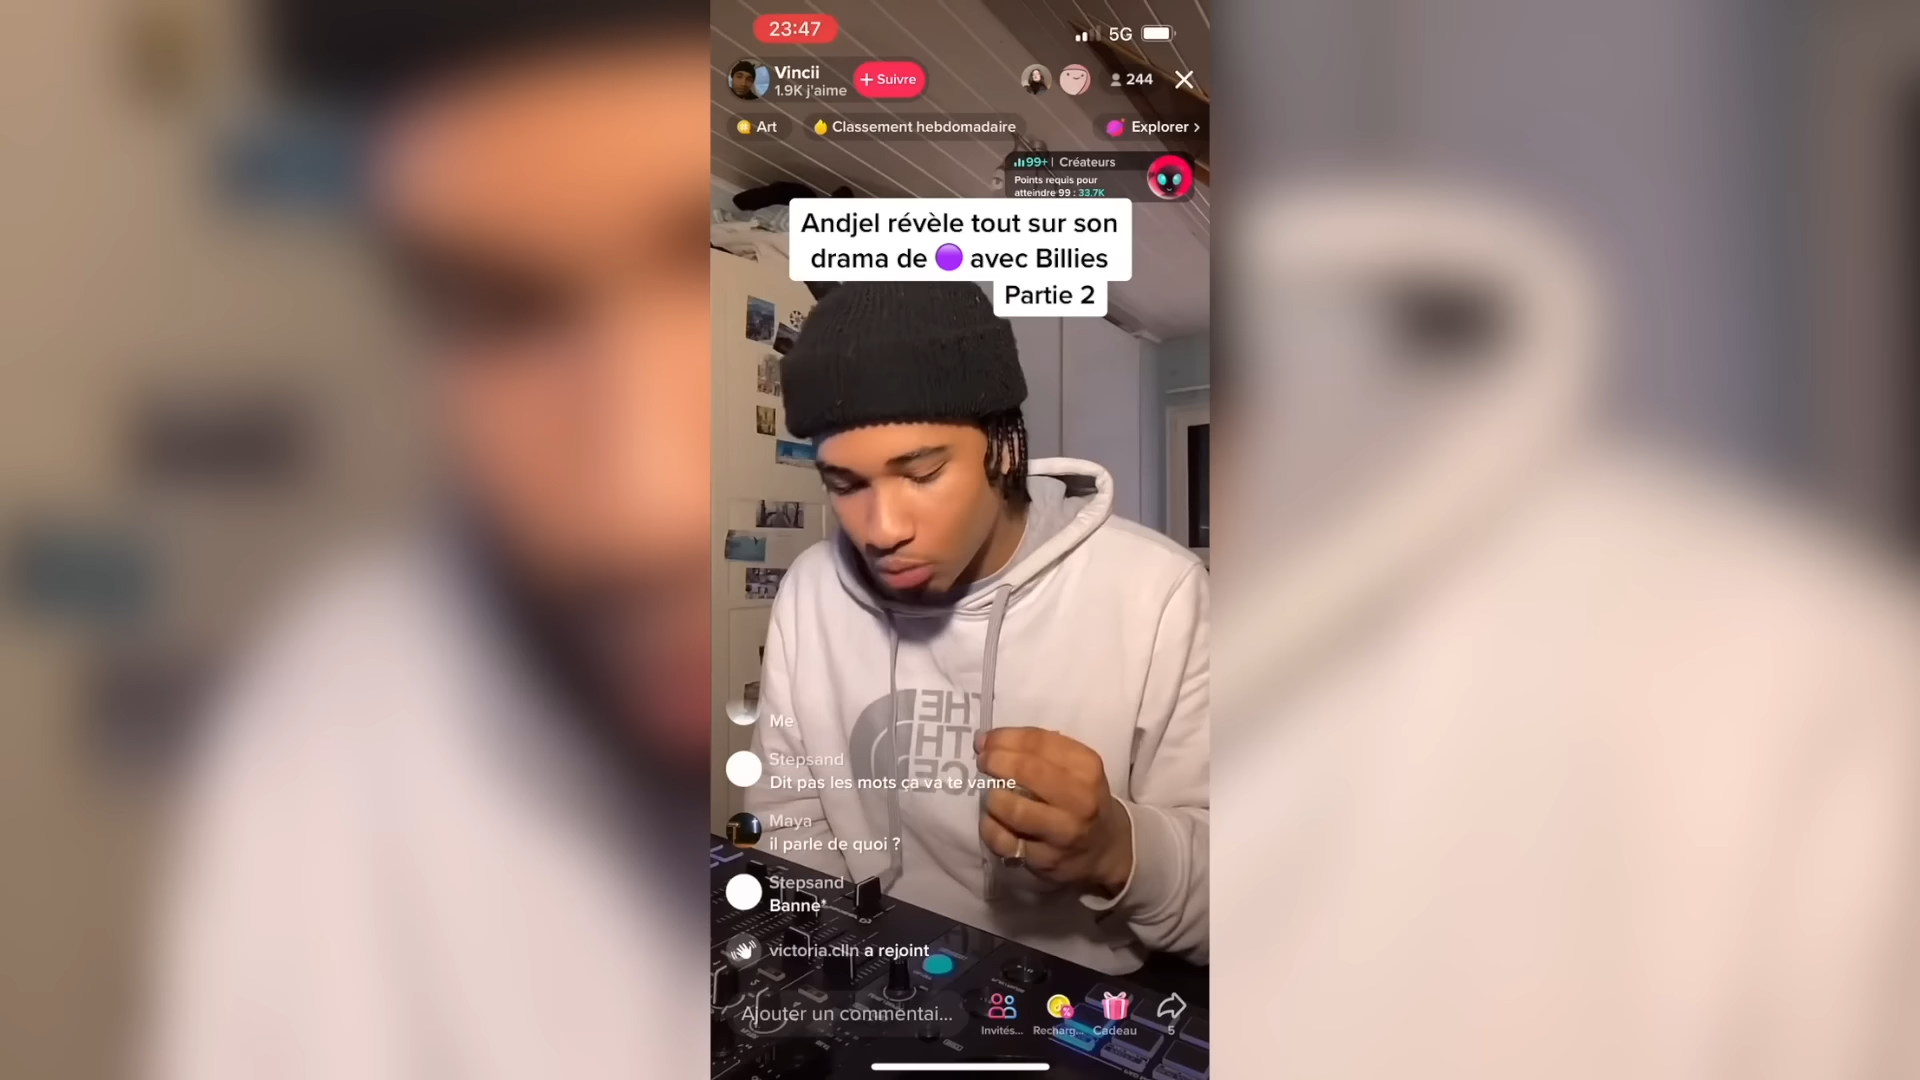 23:47
5G
Vincii
1.9K j'aime
+ Suivre
244
Art
Classement hebdomadaire
Explorer >
99+ | Créateurs
Points requis pour
atteindre 99 : 33.7K
Andjel révèle tout sur son
drama de 🟣 avec Billies
Partie 2
THE
NORTH
FACE
Me
Stepsand
Dit pas les mots ça va te vanne
Maya
il parle de quoi ?
Stepsand
Banne*
victoria.clln a rejoint
Ajouter un commentai...
Invités...
Recharg...
Cadeau
5